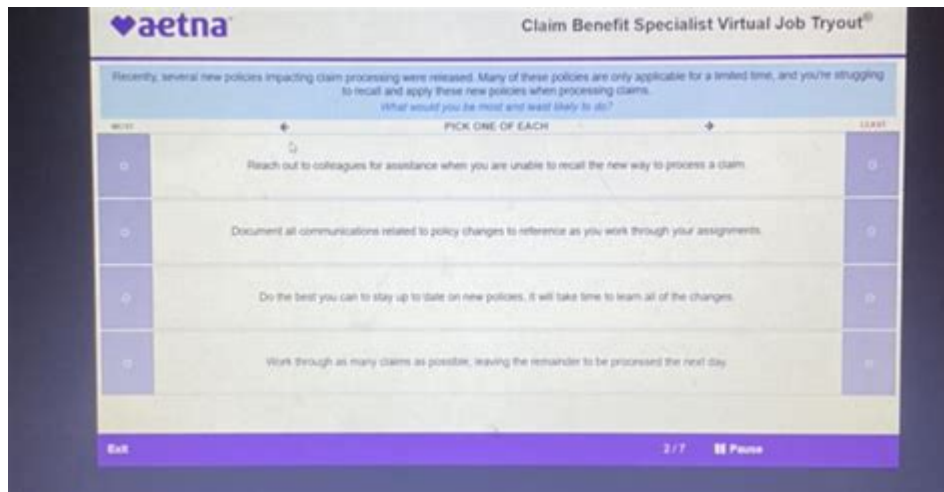 aetna
Claim Benefit Specialist Virtual Job Tryout®
Recently, several new policies impacting claim processing were released. Many of these policies are only applicable for a limited time, and you're struggling
to recall and apply these new policies when processing claims.
What would you be most and least likely to do?
MOST ← PICK ONE OF EACH → LEAST
Reach out to colleagues for assistance when you are unable to recall the new way to process a claim.
Document all communications related to policy changes to reference as you work through your assignments.
Do the best you can to stay up to date on new policies, it will take time to learn all of the changes.
Work through as many claims as possible, leaving the remainder to be processed the next day.
Exit 2/7 Pause